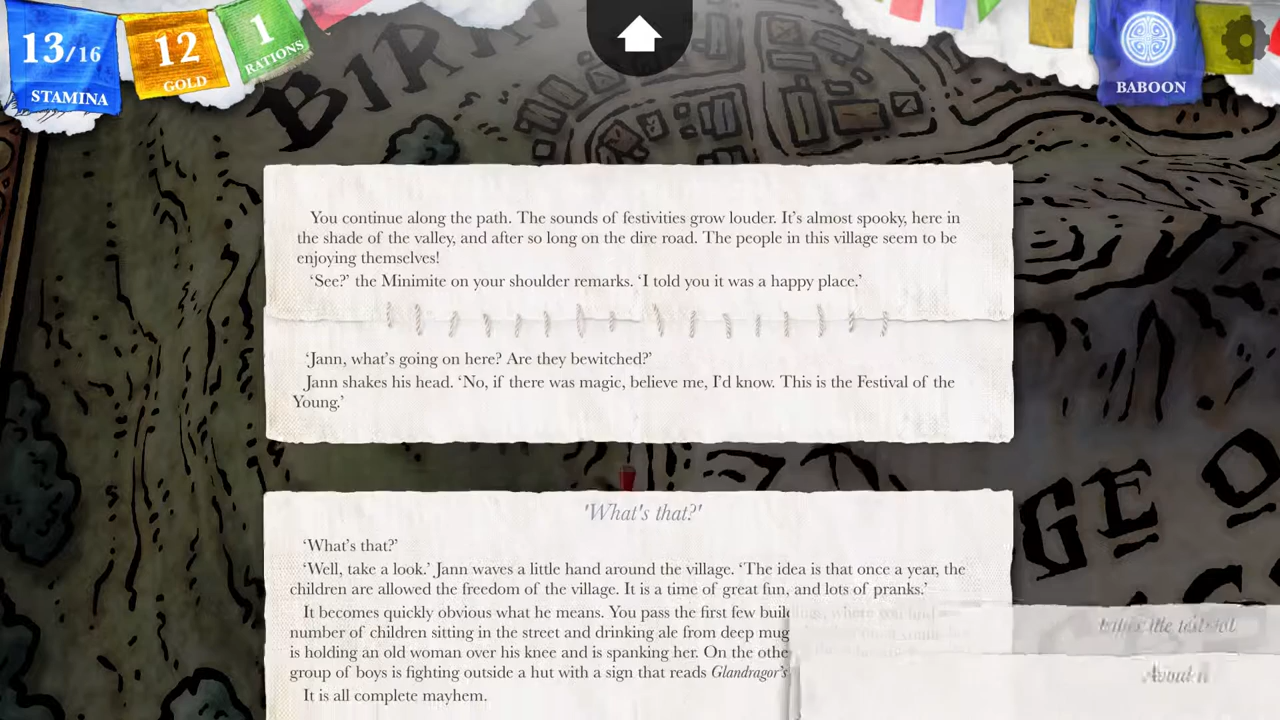 13/16
STAMINA
12
GOLD
1
RATIONS
BIR
BABOON
You continue along the path. The sounds of festivities grow louder. It's almost spooky, here in
the shade of the valley, and after so long on the dire road. The people in this village seem to be
enjoying themselves!
‘See?’ the Minimite on your shoulder remarks. ‘I told you it was a happy place.’
‘Jann, what's going on here? Are they bewitched?’
Jann shakes his head. ‘No, if there was magic, believe me, I'd know. This is the Festival of the
Young.’
GE O
'What's that?'
‘What's that?’
‘Well, take a look.’ Jann waves a little hand around the village. ‘The idea is that once a year, the
children are allowed the freedom of the village. It is a time of great fun, and lots of pranks.’
It becomes quickly obvious what he means. You pass the first few buildings, where you find a
number of children sitting in the street and drinking ale from deep mug
is holding an old woman over his knee and is spanking her. On the othe
group of boys is fighting outside a hut with a sign that reads Glandragor's
It is all complete mayhem.